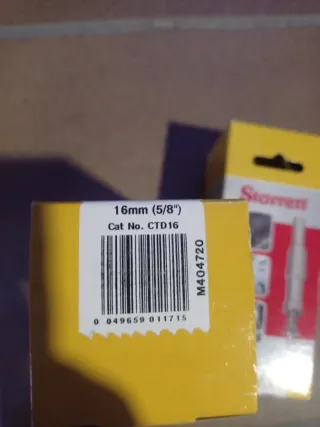 16mm (5/8")
Cat No. CTD16
M404720
0 049659 011715
Starrett